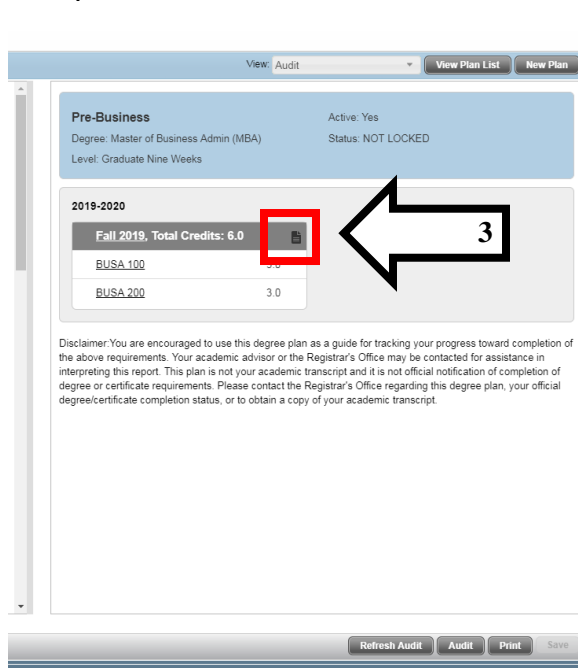 View: Audit View Plan List New Plan
Pre-Business Active: Yes
Degree: Master of Business Admin (MBA) Status: NOT LOCKED
Level: Graduate Nine Weeks
2019-2020
Fall 2019, Total Credits: 6.0
3
BUSA 100 3.0
BUSA 200 3.0
Disclaimer:You are encouraged to use this degree plan as a guide for tracking your progress toward completion of
the above requirements. Your academic advisor or the Registrar's Office may be contacted for assistance in
interpreting this report. This plan is not your academic transcript and it is not official notification of completion of
degree or certificate requirements. Please contact the Registrar's Office regarding this degree plan, your official
degree/certificate completion status, or to obtain a copy of your academic transcript.
Refresh Audit Audit Print Save